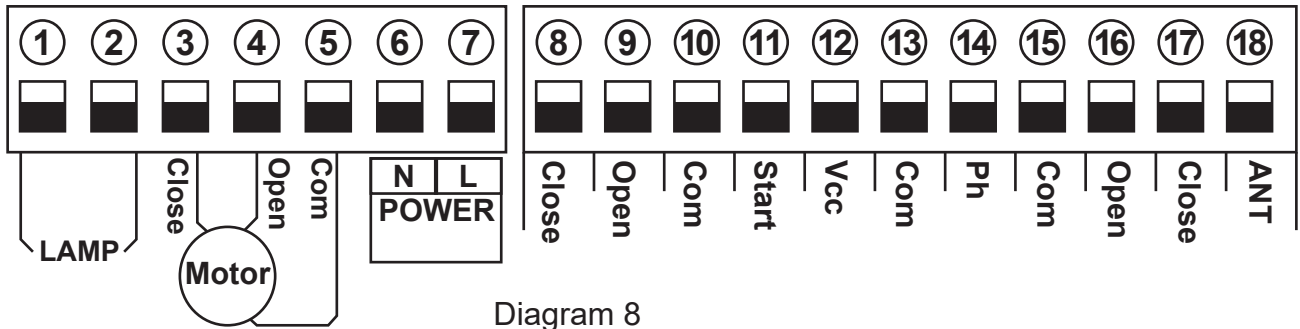 1 2 3 4 5 6 7 8 9 10 11 12 13 14 15 16 17 18
Close Open Com N L Close Open Com Start Vcc Com Ph Com Open Close ANT
POWER
LAMP
Motor
Diagram 8